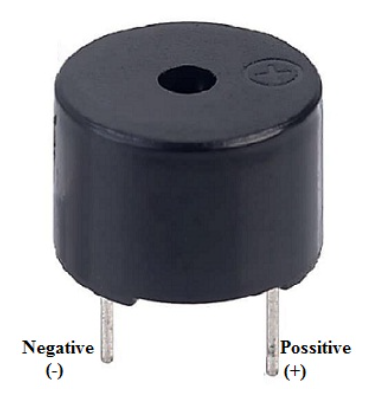 Negative
(-)
Possitive
(+)
+